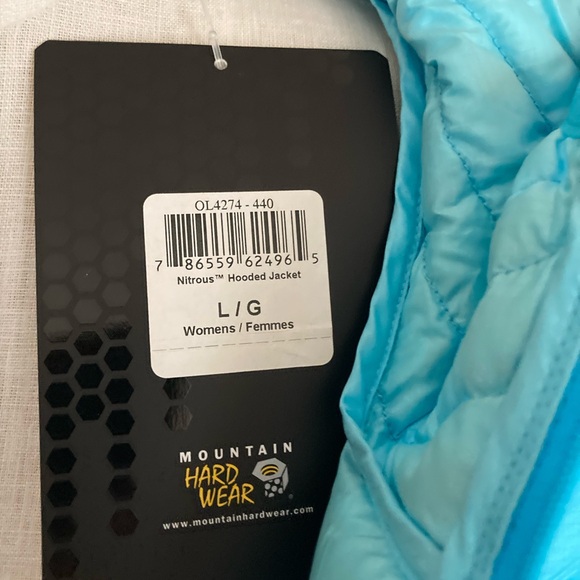 OL4274 - 440
7 86559 62496 5
Nitrous™ Hooded Jacket
L / G
Womens / Femmes
MOUNTAIN
HARD
WEAR
www.mountainhardwear.com